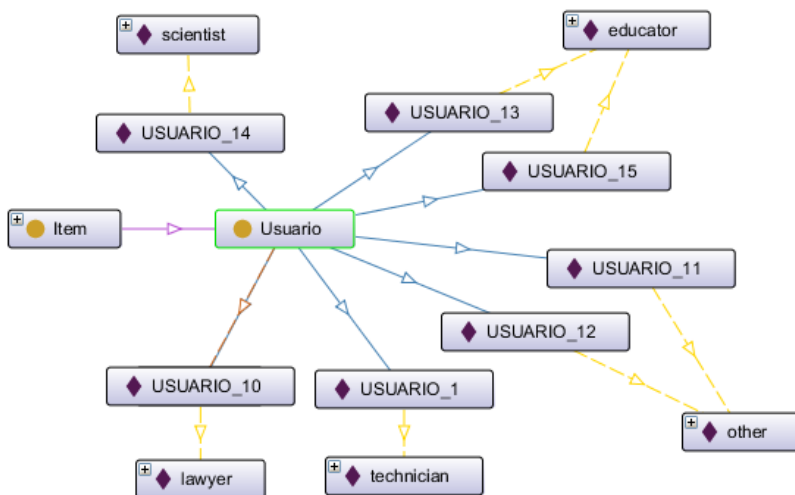 scientist
educator
USUARIO_13
USUARIO_14
USUARIO_15
Item
Usuario
USUARIO_11
USUARIO_12
USUARIO_10
USUARIO_1
other
lawyer
technician